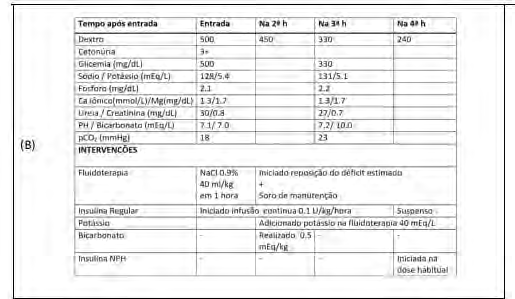 Tempo após entrada Entrada Na 2ª h Na 3ª h Na 4ª h
Dextro 500 450 330 240
Cetonúria 3+
Glicemia (mg/dL) 500 330
Sódio / Potássio (mEq/L) 128/5.4 131/5.1
Fosforo (mg/dL) 2.1 2.2
Ca iônico(mmol/L)/Mg(mg/dL) 1.3/1.7 1.3/1.7
Ureia / Creatinina (mg/dL) 30/0.8 27/0.7
PH / Bicarbonato (mEq/L) 7.1/ 7.0 7.2/ 10.0
pCO₂ (mmHg) 18 23
(B)
INTERVENCÕES
Fluidoterapia NaCl 0.9% Iniciado reposição do déficit estimado
40 ml/kg +
em 1 hora Soro de manutenção
Insulina Regular Iniciado infusão contínua 0.1 U/kg/hora Suspenso
Potássio Adicionado potássio na fluidoterapia 40 mEq/L
Bicarbonato - Realizado 0.5 - -
mEq/kg
Insulina NPH - - - Iniciada na
dose habitual